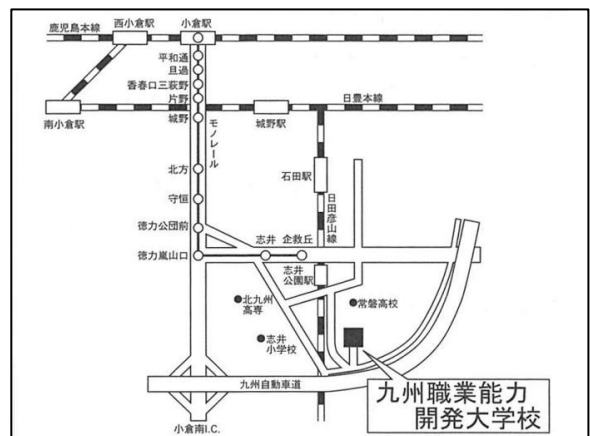 鹿児島本線
西小倉駅
小倉駅
平和通
旦過
香春口三萩野
片野
城野
モノレール
日豊本線
南小倉駅
城野駅
北方
石田駅
守恒
日田彦山線
徳力公団前
志井
企救丘
徳力嵐山口
志井
公園駅
北九州
高専
常磐高校
志井
小学校
九州自動車道
九州職業能力
開発大学校
小倉南I.C.